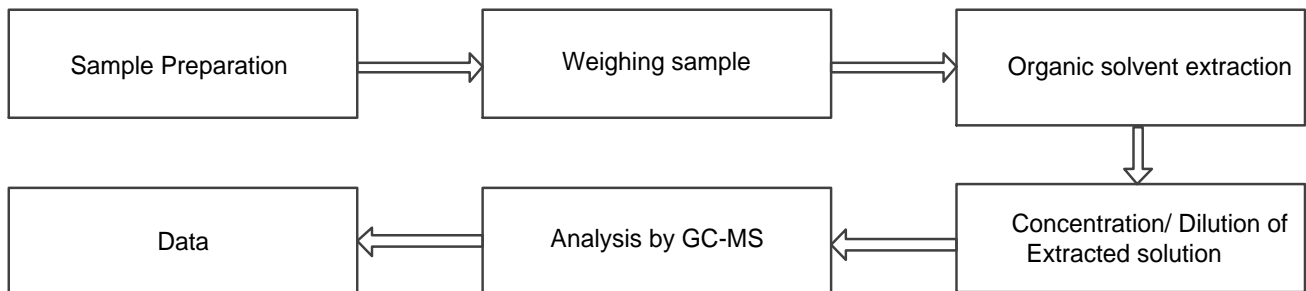 Sample Preparation
Weighing sample
Organic solvent extraction
Concentration/ Dilution of
Extracted solution
Analysis by GC-MS
Data